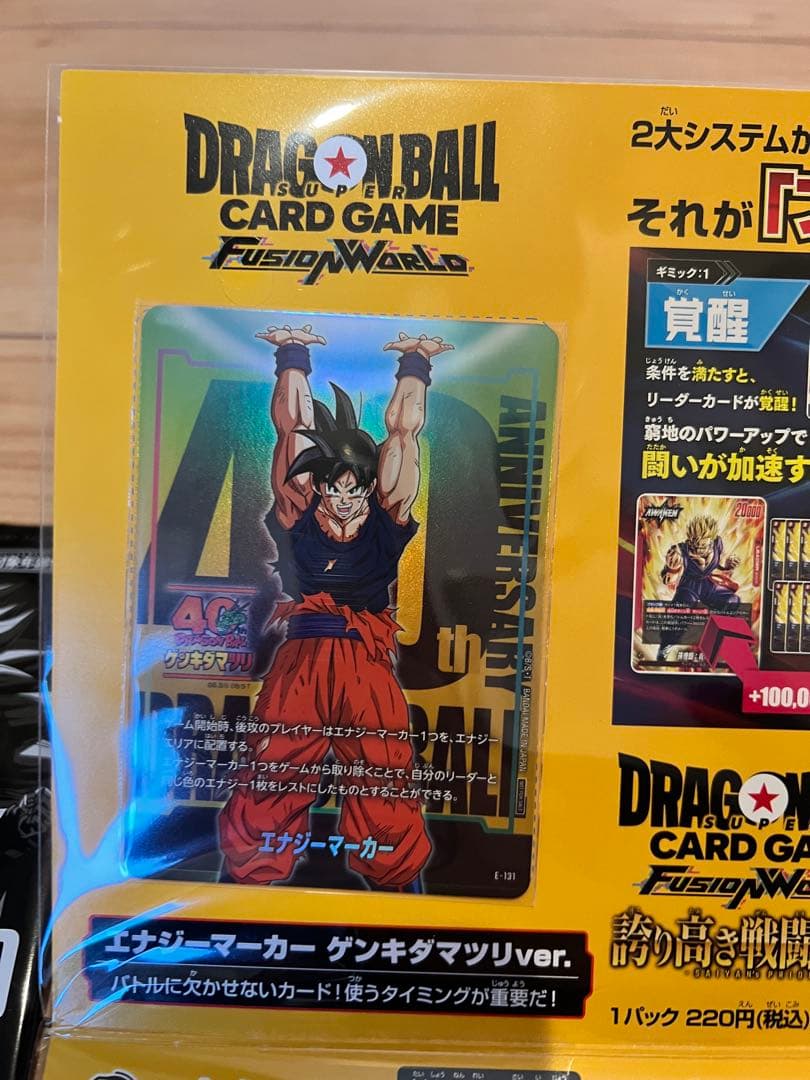 DRAGON BALL
SUPER
CARD GAME
FUSION WORLD
40th
ANNIVERSARY
40
DRAGON BALL
ゲンキダマツリ
ゲーム開始時、後攻のプレイヤーはエナジーマーカー1つを、エナジー
エリアに配置する。
エナジーマーカー1つをゲームから取り除くことで、自分のリーダーと
同じ色のエナジー1枚をレストにしたものとすることができる。
エナジーマーカー
E-131
©B/S・T BANDAI MADE IN JAPAN
エナジーマーカー ゲンキダマツリver.
バトルに欠かせないカード!使うタイミングが重要だ!
2大システムが
それが
ギミック:1
覚醒
条件を満たすと、
リーダーカードが覚醒!
窮地のパワーアップで
闘いが加速す
AWAKEN
20000
+100,0
DRAGON
SUPE
CARD GA
FUSION W
誇り高き戦闘
SAIYAN's PRID
1パック 220円(税込)